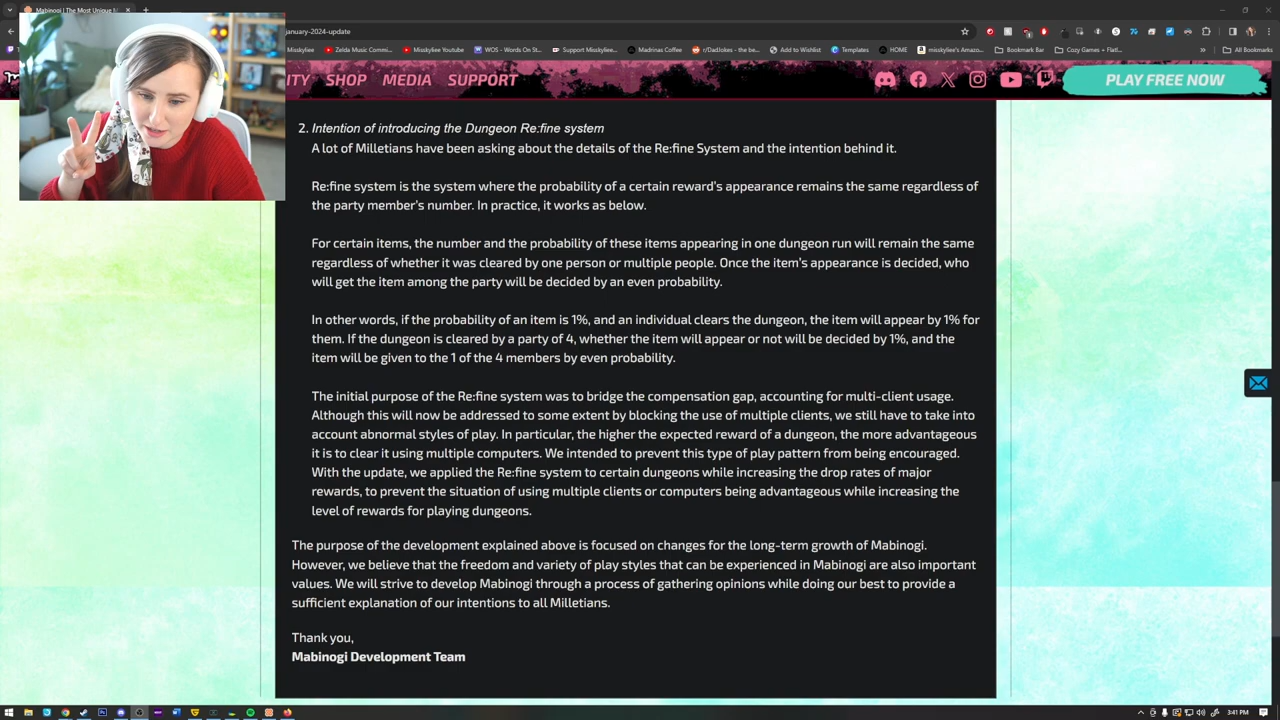 Mabinogi | The Most Unique M
january-2024-update
Misskyliee
Zelda Music Commi...
Misskyliee Youtube
WOS - Words On St...
Support Misskyliee...
Madrinas Coffee
r/DadJokes - the be...
Add to Wishlist
Templates
HOME
misskyliee's Amazo...
Bookmark Bar
Cozy Games + Flatl...
All Bookmarks
ITY SHOP MEDIA SUPPORT
PLAY FREE NOW
2. Intention of introducing the Dungeon Re:fine system
A lot of Milletians have been asking about the details of the Re:fine System and the intention behind it.
Re:fine system is the system where the probability of a certain reward's appearance remains the same regardless of
the party member's number. In practice, it works as below.
For certain items, the number and the probability of these items appearing in one dungeon run will remain the same
regardless of whether it was cleared by one person or multiple people. Once the item's appearance is decided, who
will get the item among the party will be decided by an even probability.
In other words, if the probability of an item is 1%, and an individual clears the dungeon, the item will appear by 1% for
them. If the dungeon is cleared by a party of 4, whether the item will appear or not will be decided by 1%, and the
item will be given to the 1 of the 4 members by even probability.
The initial purpose of the Re:fine system was to bridge the compensation gap, accounting for multi-client usage.
Although this will now be addressed to some extent by blocking the use of multiple clients, we still have to take into
account abnormal styles of play. In particular, the higher the expected reward of a dungeon, the more advantageous
it is to clear it using multiple computers. We intended to prevent this type of play pattern from being encouraged.
With the update, we applied the Re:fine system to certain dungeons while increasing the drop rates of major
rewards, to prevent the situation of using multiple clients or computers being advantageous while increasing the
level of rewards for playing dungeons.
The purpose of the development explained above is focused on changes for the long-term growth of Mabinogi.
However, we believe that the freedom and variety of play styles that can be experienced in Mabinogi are also important
values. We will strive to develop Mabinogi through a process of gathering opinions while doing our best to provide a
sufficient explanation of our intentions to all Milletians.
Thank you,
Mabinogi Development Team
3:41 PM